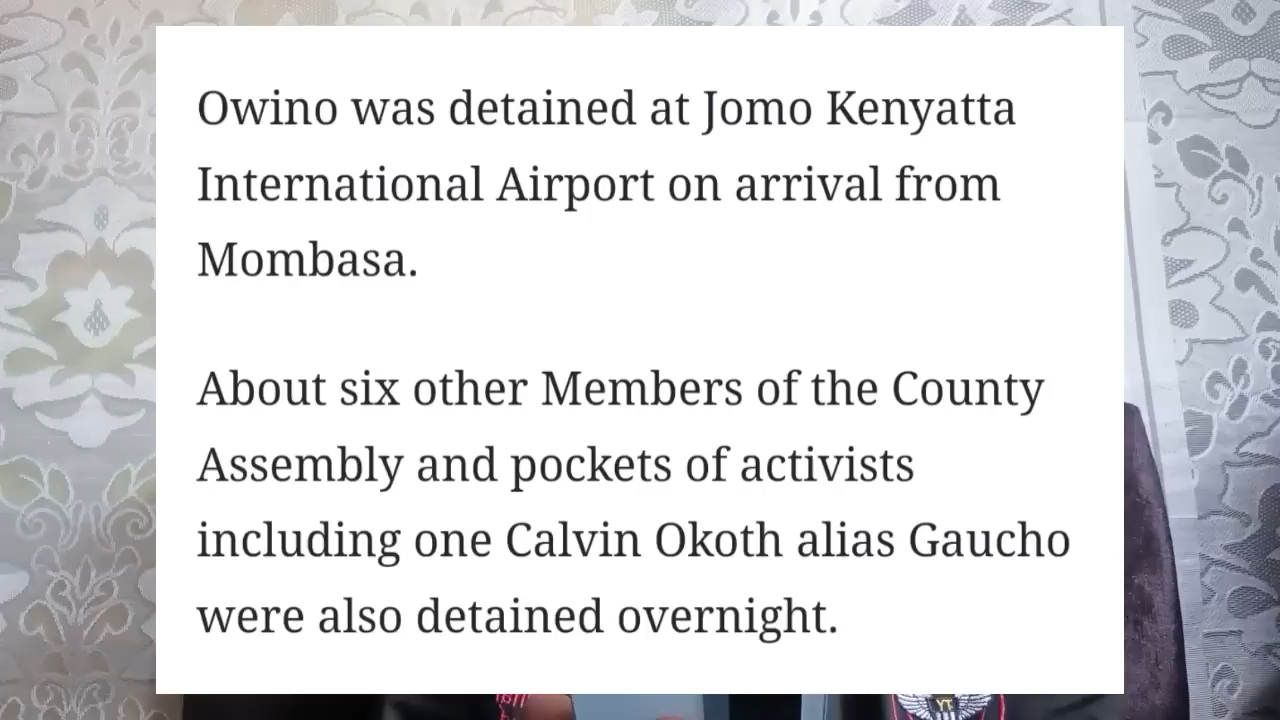 Owino was detained at Jomo Kenyatta
International Airport on arrival from
Mombasa.
About six other Members of the County
Assembly and pockets of activists
including one Calvin Okoth alias Gaucho
were also detained overnight.
YT